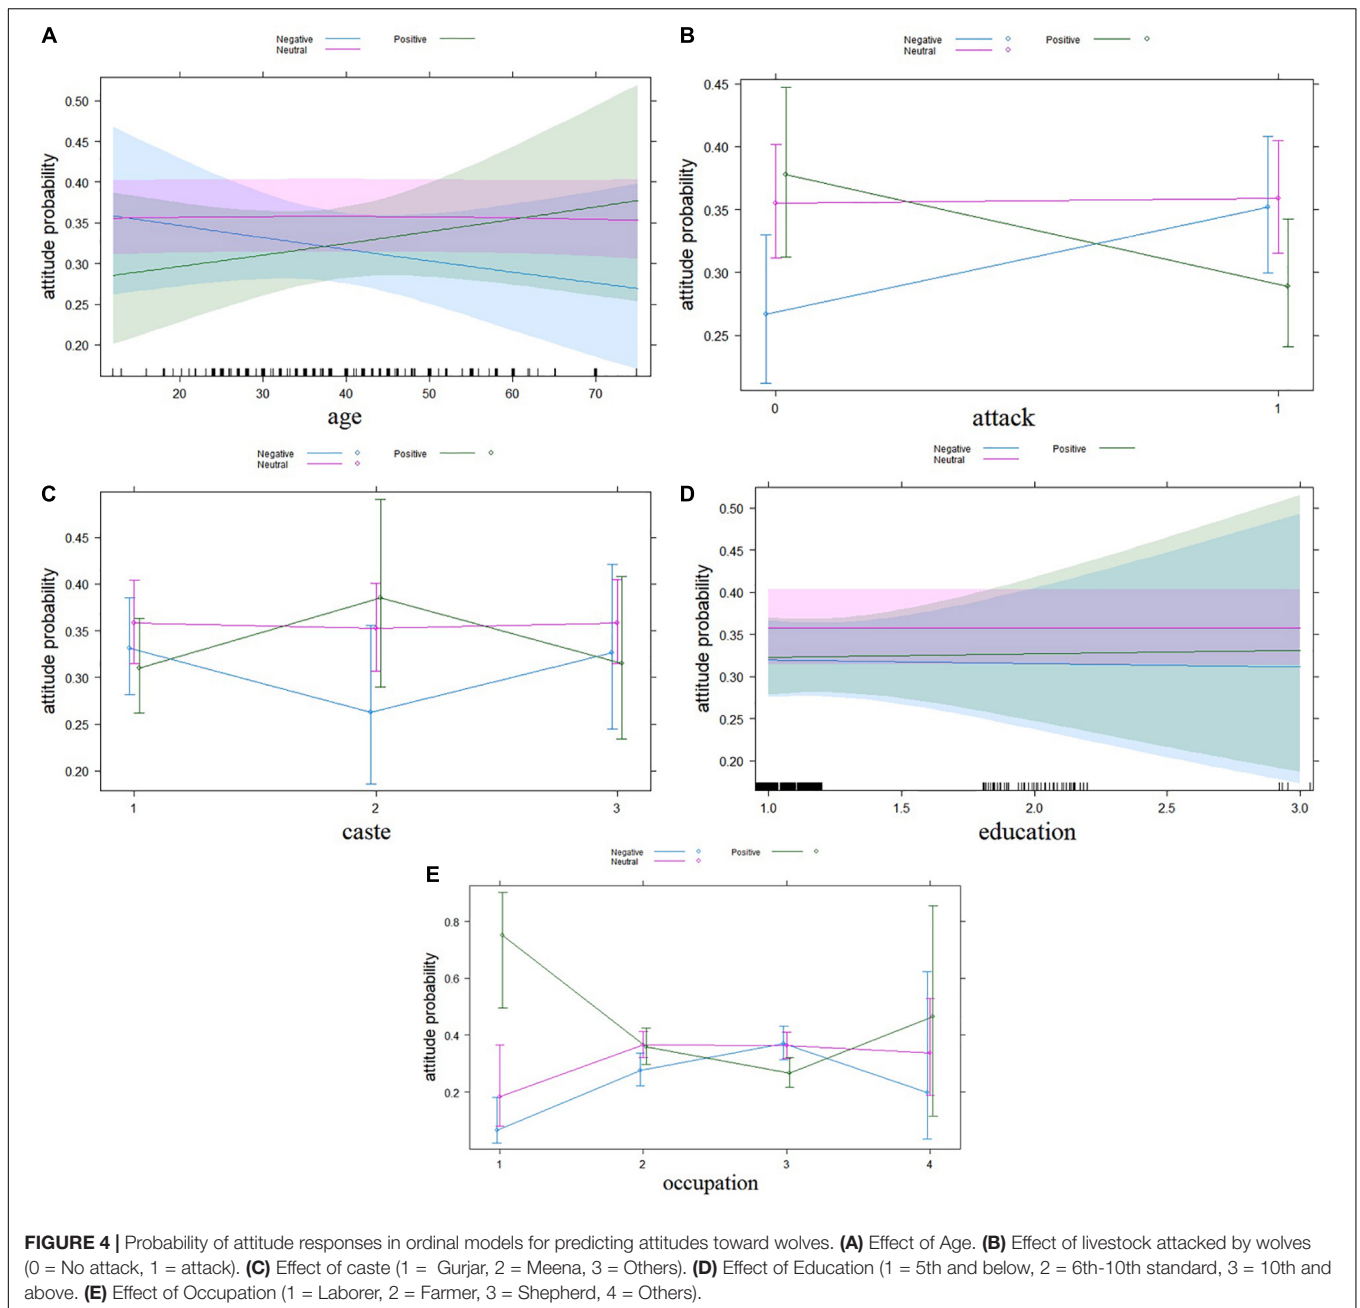 A
Negative Positive
Neutral
0.50
0.45
0.40
0.35
0.30
0.25
0.20
attitude probability
20 30 40 50 60 70
age
B
Negative Positive
Neutral
0.45
0.40
0.35
0.30
0.25
attitude probability
0 1
attack
C
Negative Positive
Neutral
0.45
0.40
0.35
0.30
0.25
0.20
attitude probability
1 2 3
caste
D
Negative Positive
Neutral
0.50
0.45
0.40
0.35
0.30
0.25
0.20
attitude probability
1.0 1.5 2.0 2.5 3.0
education
E
Negative Positive
Neutral
0.8
0.6
0.4
0.2
attitude probability
1 2 3 4
occupation
FIGURE 4 | Probability of attitude responses in ordinal models for predicting attitudes toward wolves. (A) Effect of Age. (B) Effect of livestock attacked by wolves
(0 = No attack, 1 = attack). (C) Effect of caste (1 = Gurjar, 2 = Meena, 3 = Others). (D) Effect of Education (1 = 5th and below, 2 = 6th-10th standard, 3 = 10th and
above. (E) Effect of Occupation (1 = Laborer, 2 = Farmer, 3 = Shepherd, 4 = Others).